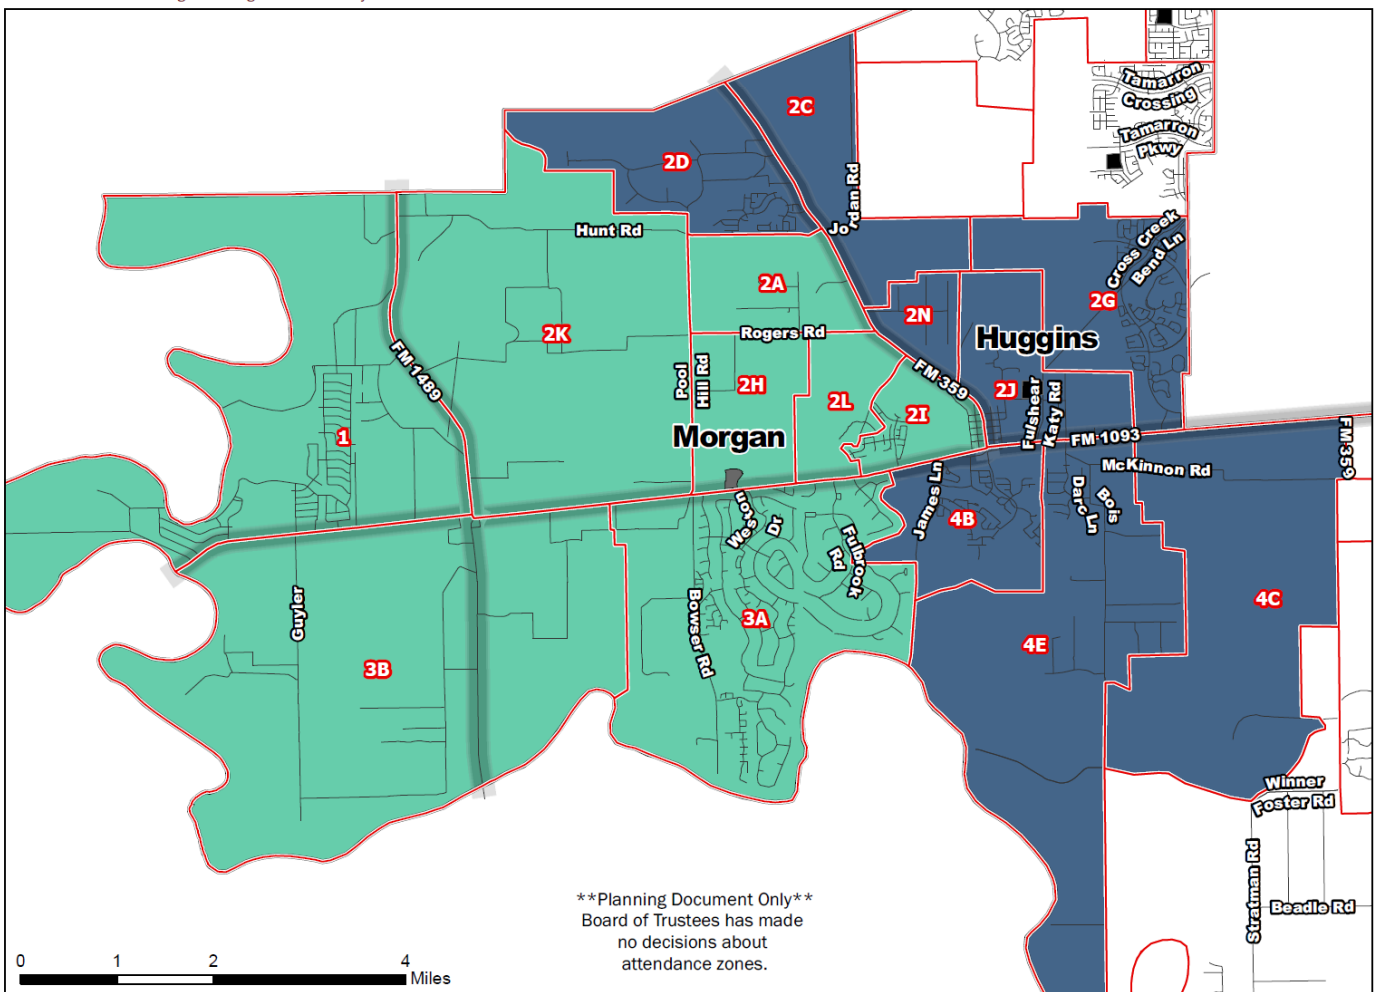 Tamarron
Crossing
Tamarron
Pkwy
2C
2D
Jordan Rd
Hunt Rd
Cross Creek
Bend Ln
2A
2G
2N
2K
Rogers Rd
Huggins
FM 1489
Pool
Hill Rd
2H
FM 359
2J
Fulshear
Katy Rd
2L
2I
1
Morgan
FM 1093
FM 359
McKinnon Rd
James Ln
Darc
Bois
Ln
4B
Weston
Dr
Fulbrook
Rd
Guyler
Bowser Rd
3A
4C
4E
3B
Winner
Foster Rd
Stratman Rd
Beadle Rd
**Planning Document Only**
Board of Trustees has made
no decisions about
attendance zones.
0 1 2 4
Miles